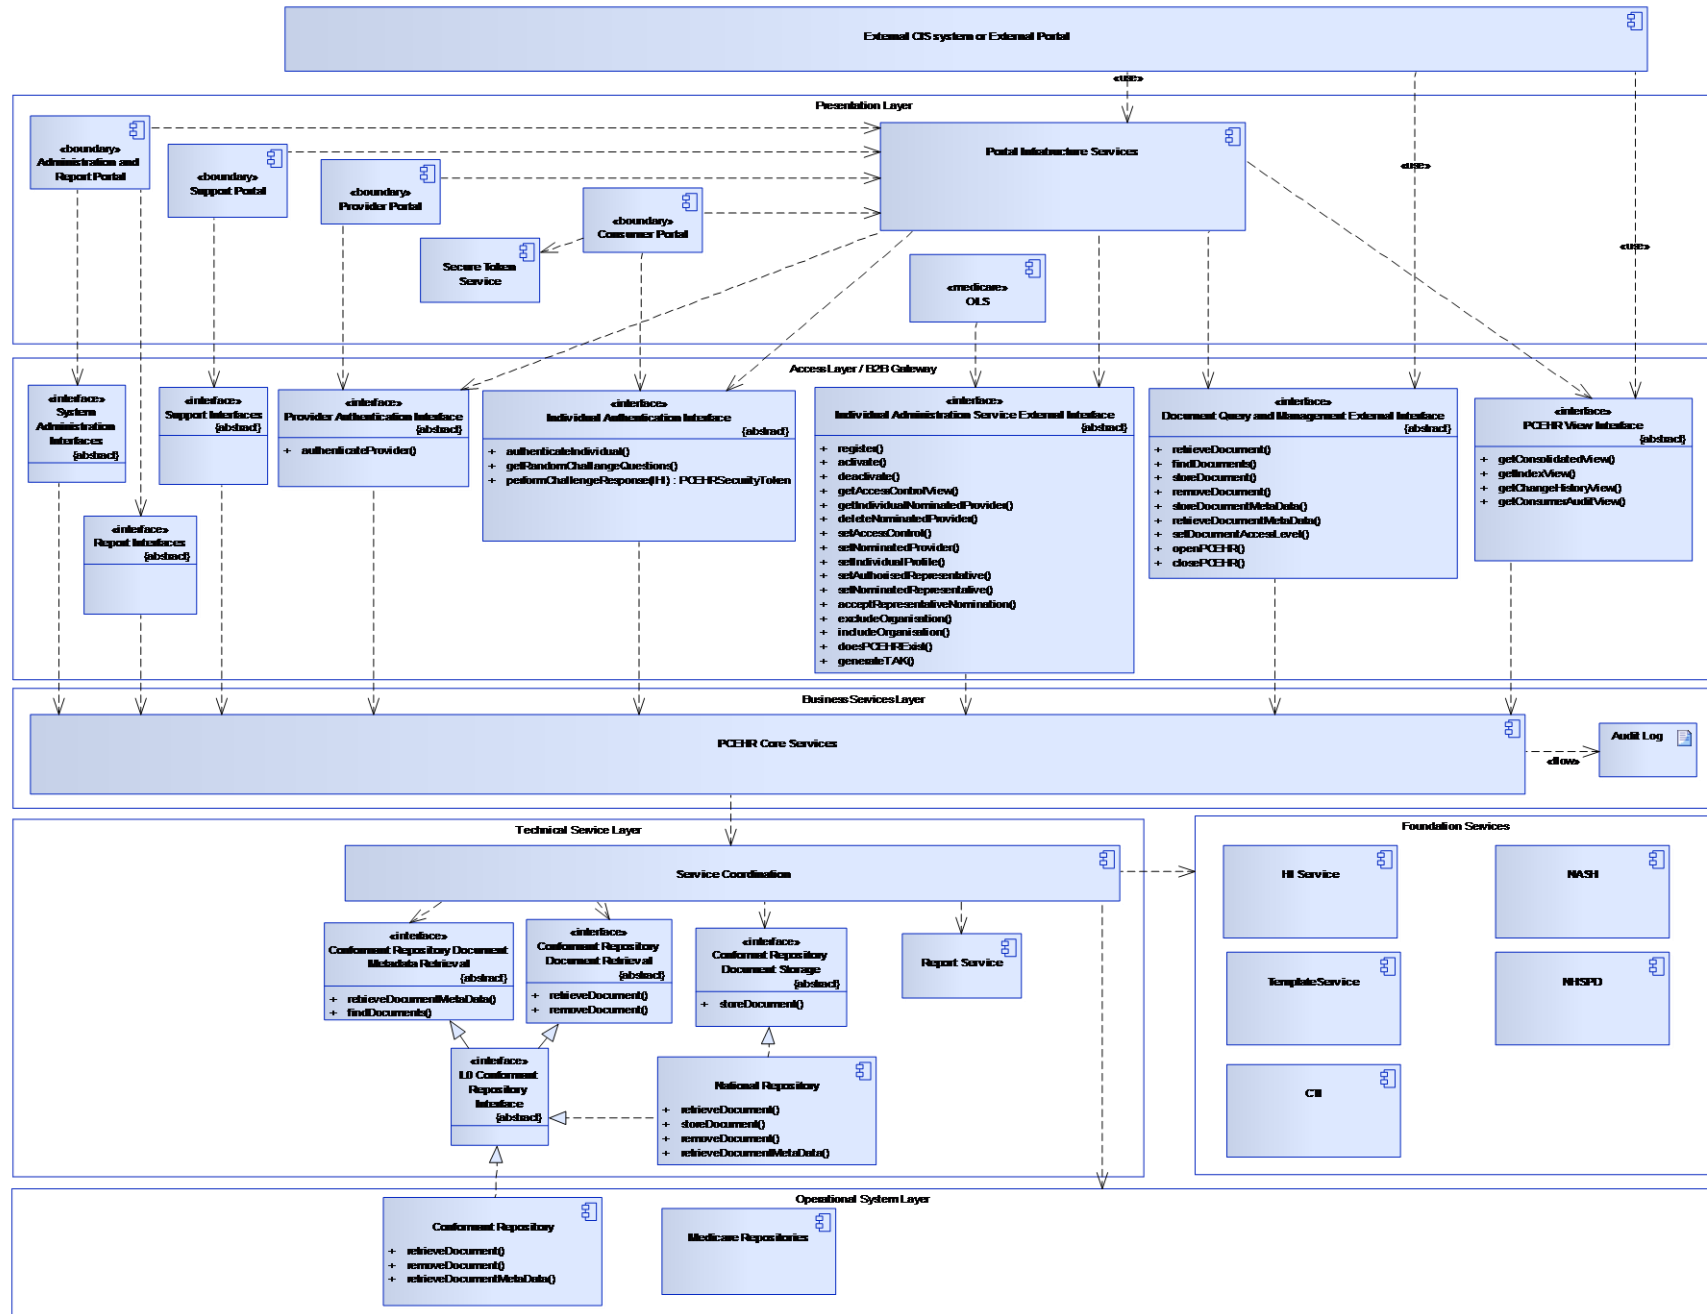 External CIS system or External Portal
«use»
Presentation Layer
«boundary»
Administration and
Report Portal
«boundary»
Support Portal
«boundary»
Provider Portal
«boundary»
Consumer Portal
Secure Token
Service
Portal Infrastructure Services
«medicare»
OLS
«use»
«use»
Access Layer / B2B Gateway
«interface»
System
Administration
Interfaces
{abstract}
«interface»
Support Interfaces
{abstract}
«interface»
Report Interfaces
{abstract}
«interface»
Provider Authentication Interface
{abstract}
+ authenticateProvider()
«interface»
Individual Authentication Interface
{abstract}
+ authenticateIndividual()
+ getRandomChallangeQuestions()
+ performChallengeResponse(IHI) : PCEHRSecurityToken
«interface»
Individual Administration Service External Interface
{abstract}
+ register()
+ activate()
+ deactivate()
+ getAccessControlView()
+ getIndividualNominatedProvider()
+ deleteNominatedProvider()
+ setAccessControl()
+ setNominatedProvider()
+ setIndividualProfile()
+ setAuthorisedRepresentative()
+ setNominatedRepresentative()
+ acceptRepresentativeNomination()
+ excludeOrganisation()
+ includeOrganisation()
+ doesPCEHRExist()
+ generateTAK()
«interface»
Document Query and Management External Interface
{abstract}
+ retrieveDocument()
+ findDocuments()
+ storeDocument()
+ removeDocument()
+ storeDocumentMetaData()
+ retrieveDocumentMetaData()
+ setDocumentAccessLevel()
+ openPCEHR()
+ closePCEHR()
«interface»
PCEHR View Interface
{abstract}
+ getConsolidatedView()
+ getIndexView()
+ getChangeHistoryView()
+ getConsumerAuditView()
Business Services Layer
PCEHR Core Services
«flow»
Audit Log
Technical Service Layer
Service Coordination
«interface»
Conformant Repository Document
Metadata Retrieval
{abstract}
+ retrieveDocumentMetaData()
+ findDocuments()
«interface»
Conformant Repository
Document Retrieval
{abstract}
+ retrieveDocument()
+ removeDocument()
«interface»
Conformant Repository
Document Storage
{abstract}
+ storeDocument()
Report Service
«interface»
1.0 Conformant
Repository
Interface
{abstract}
National Repository
+ retrieveDocument()
+ storeDocument()
+ removeDocument()
+ retrieveDocumentMetaData()
Foundation Services
HI Service
NASH
TemplateService
NHSPD
CTI
Operational System Layer
Conformant Repository
+ retrieveDocument()
+ removeDocument()
+ retrieveDocumentMetaData()
Medicare Repositories